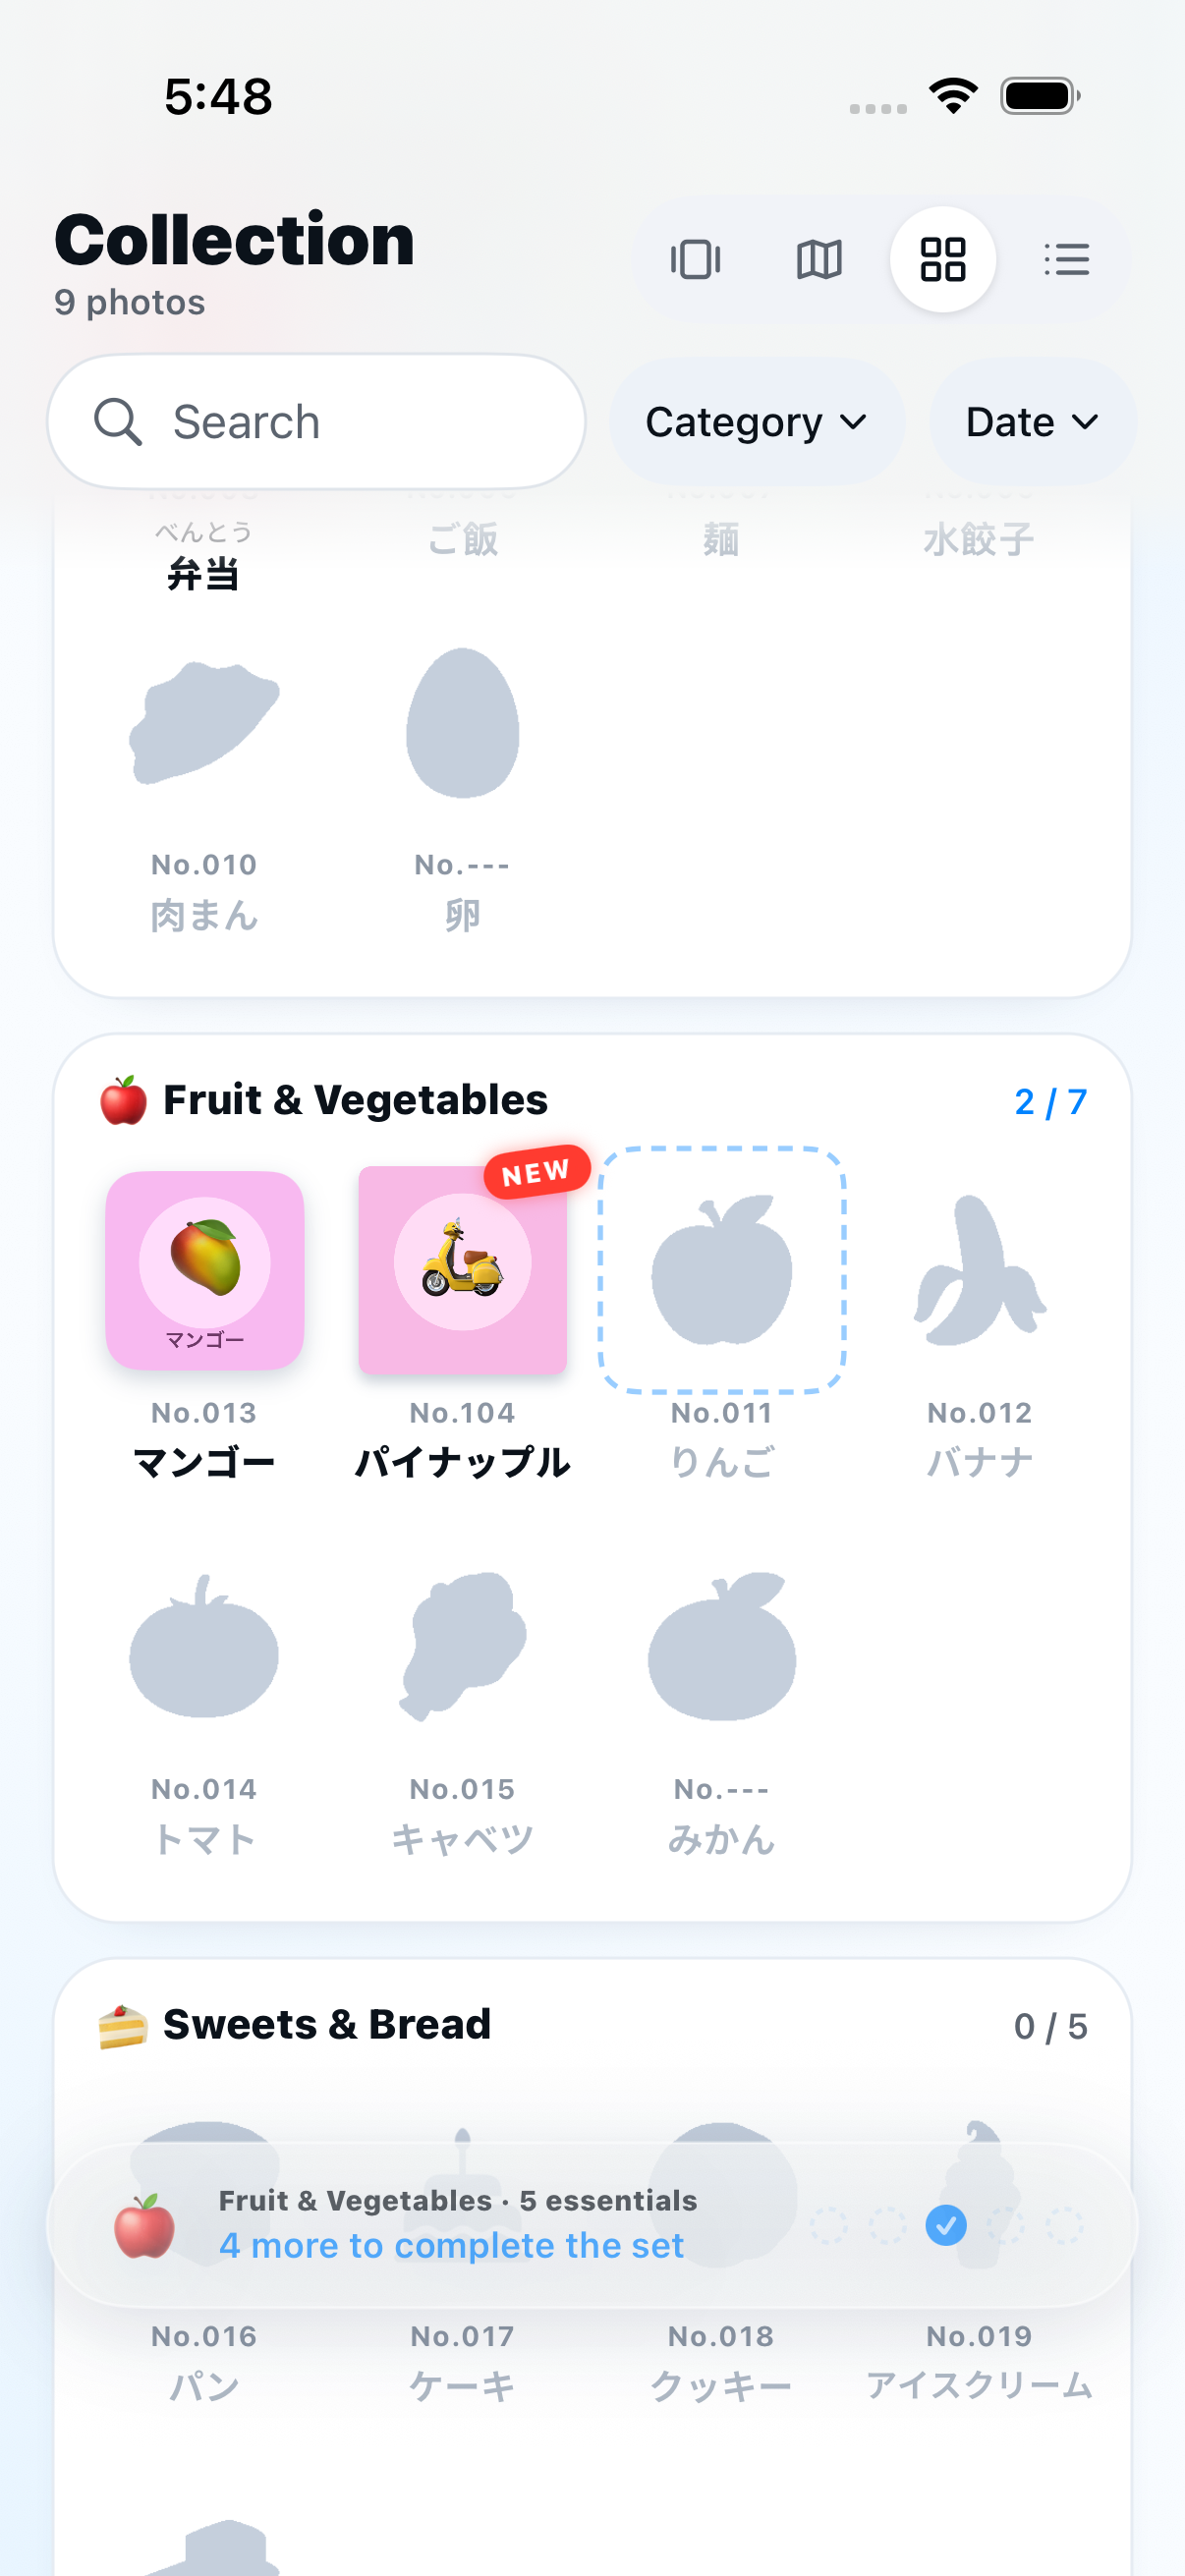 5:48
Collection
9 photos
Search
Category
Date
べんとう
弁当
ご飯
麺
水餃子
No.010
No.---
肉まん
卵
Fruit & Vegetables
2 / 7
NEW
マンゴー
No.013
No.104
No.011
No.012
マンゴー
パイナップル
りんご
バナナ
No.014
No.015
No.---
トマト
キャベツ
みかん
Sweets & Bread
0 / 5
Fruit & Vegetables · 5 essentials
4 more to complete the set
No.016
No.017
No.018
No.019
パン
ケーキ
クッキー
アイスクリーム